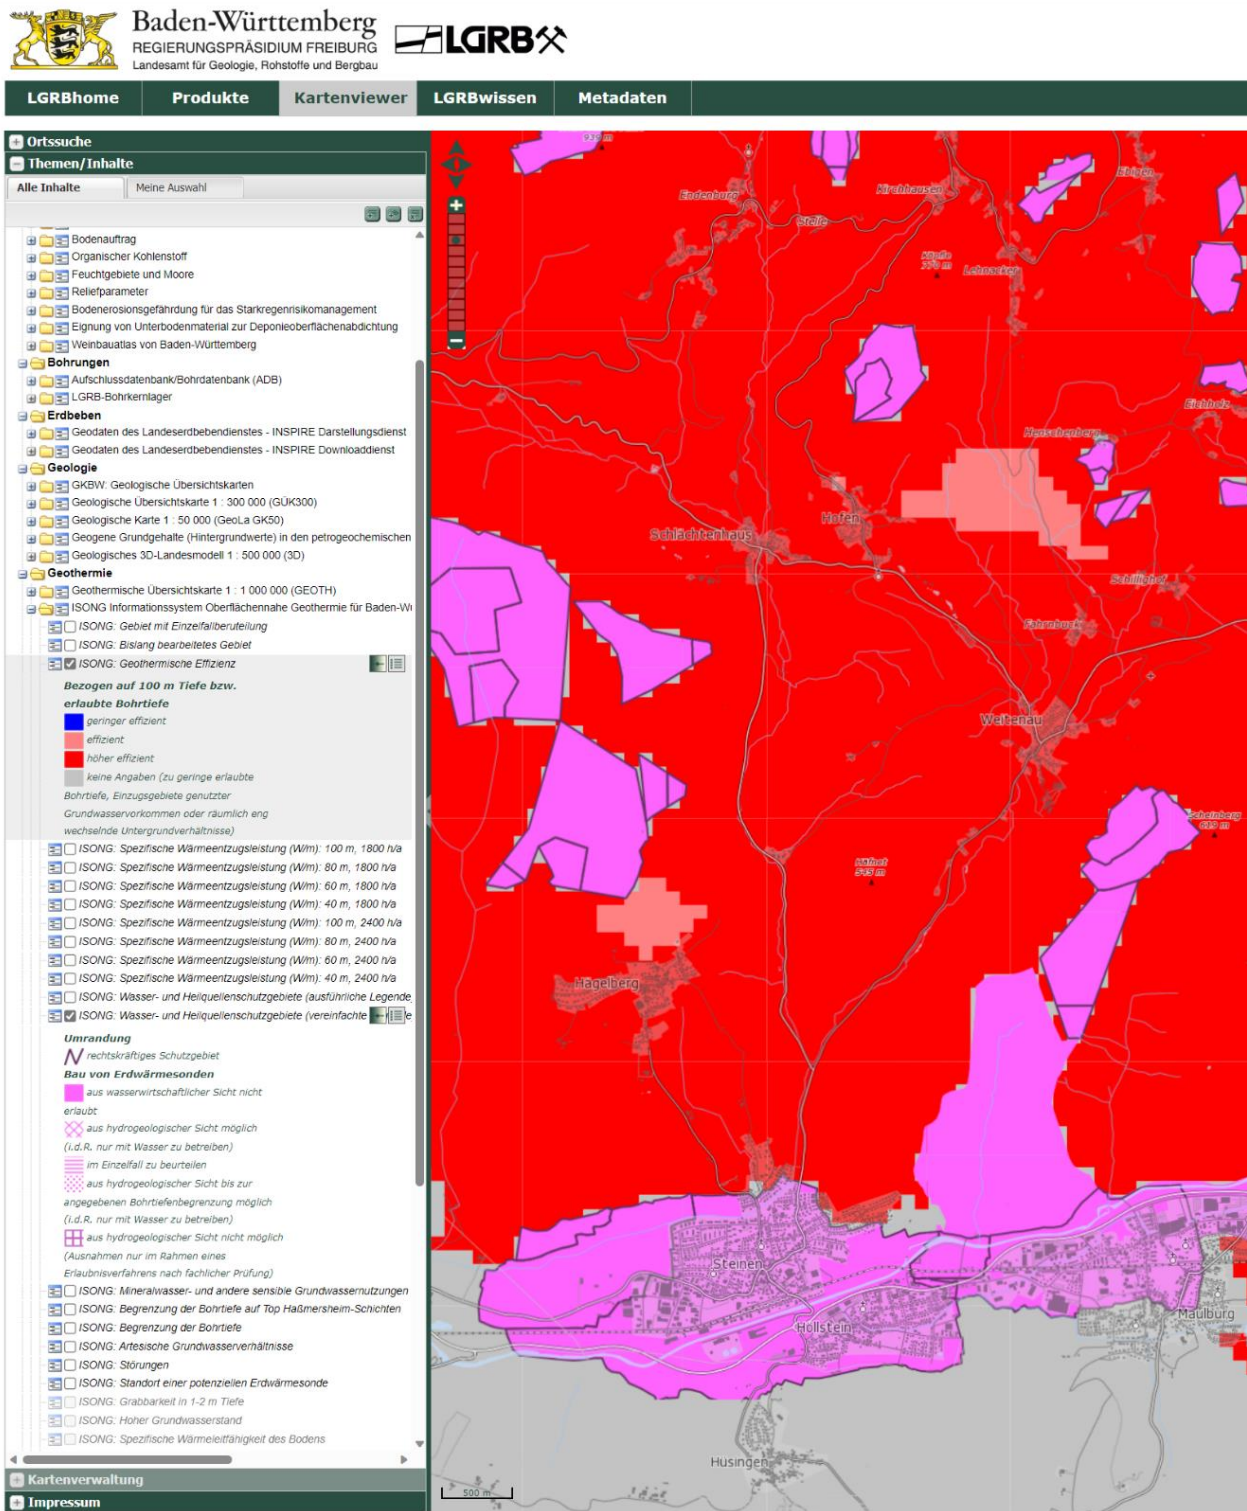 Baden-Württemberg
REGIERUNGSPRÄSIDIUM FREIBURG
Landesamt für Geologie, Rohstoffe und Bergbau
LGRB
LGRBhome
Produkte
Kartenviewer
LGRBwissen
Metadaten
Ortssuche
Themen/Inhalte
Alle Inhalte
Meine Auswahl
Bodenauftrag
Organischer Kohlenstoff
Feuchtgebiete und Moore
Reliefparameter
Bodenerosionsgefährdung für das Starkregenrisikomanagement
Eignung von Unterbodenmaterial zur Deponieoberflächenabdichtung
Weinbauatlas von Baden-Württemberg
Bohrungen
Aufschlussdatenbank/Bohrdatenbank (ADB)
LGRB-Bohrkernlager
Erdbeben
Geodaten des Landeserdbebendienstes - INSPIRE Darstellungsdienst
Geodaten des Landeserdbebendienstes - INSPIRE Downloaddienst
Geologie
GKBW: Geologische Übersichtskarten
Geologische Übersichtskarte 1 : 300 000 (GÜK300)
Geologische Karte 1 : 50 000 (GeoLa GK50)
Geogene Grundgehalte (Hintergrundwerte) in den petrogeochemischen
Geologisches 3D-Landesmodell 1 : 500 000 (3D)
Geothermie
Geothermische Übersichtskarte 1 : 1 000 000 (GEOTH)
ISONG Informationssystem Oberflächennahe Geothermie für Baden-Wü
ISONG: Gebiet mit Einzelfallberuteilung
ISONG: Bislang bearbeitetes Gebiet
ISONG: Geothermische Effizienz
Bezogen auf 100 m Tiefe bzw.
erlaubte Bohrtiefe
geringer effizient
effizient
höher effizient
keine Angaben (zu geringe erlaubte
Bohrtiefe, Einzugsgebiete genutzter
Grundwasservorkommen oder räumlich eng
wechselnde Untergrundverhältnisse)
ISONG: Spezifische Wärmeentzugsleistung (W/m): 100 m, 1800 h/a
ISONG: Spezifische Wärmeentzugsleistung (W/m): 80 m, 1800 h/a
ISONG: Spezifische Wärmeentzugsleistung (W/m): 60 m, 1800 h/a
ISONG: Spezifische Wärmeentzugsleistung (W/m): 40 m, 1800 h/a
ISONG: Spezifische Wärmeentzugsleistung (W/m): 100 m, 2400 h/a
ISONG: Spezifische Wärmeentzugsleistung (W/m): 80 m, 2400 h/a
ISONG: Spezifische Wärmeentzugsleistung (W/m): 60 m, 2400 h/a
ISONG: Spezifische Wärmeentzugsleistung (W/m): 40 m, 2400 h/a
ISONG: Wasser- und Heilquellenschutzgebiete (ausführliche Legende
ISONG: Wasser- und Heilquellenschutzgebiete (vereinfachte
Umrandung
rechtskräftiges Schutzgebiet
Bau von Erdwärmesonden
aus wasserwirtschaftlicher Sicht nicht
erlaubt
aus hydrogeologischer Sicht möglich
(i.d.R. nur mit Wasser zu betreiben)
im Einzelfall zu beurteilen
aus hydrogeologischer Sicht bis zur
angegebenen Bohrtiefenbegrenzung möglich
(i.d.R. nur mit Wasser zu betreiben)
aus hydrogeologischer Sicht nicht möglich
(Ausnahmen nur im Rahmen eines
Erlaubnisverfahrens nach fachlicher Prüfung)
ISONG: Mineralwasser- und andere sensible Grundwassernutzungen
ISONG: Begrenzung der Bohrtiefe auf Top Haßmersheim-Schichten
ISONG: Begrenzung der Bohrtiefe
ISONG: Artesische Grundwasserverhältnisse
ISONG: Störungen
ISONG: Standort einer potenziellen Erdwärmesonde
ISONG: Grabbarkeit in 1-2 m Tiefe
ISONG: Hoher Grundwasserstand
ISONG: Spezifische Wärmeleitfähigkeit des Bodens
Kartenverwaltung
Impressum
Endenburg
Kirchhausen
Ebigen
Lehnacker
Eichholz
Henschenberg
Hofen
Schlächtenhaus
Schillighof
Fahrnbuck
Weitenau
Scheinberg
619 m
545 m
Hägelberg
Steinen
Höllstein
Maulburg
Hüsingen
500 m